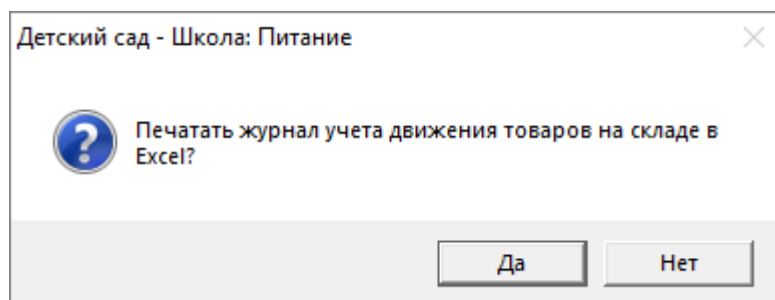 Детский сад - Школа: Питание
Печатать журнал учета движения товаров на складе в
Excel?
Да
Нет